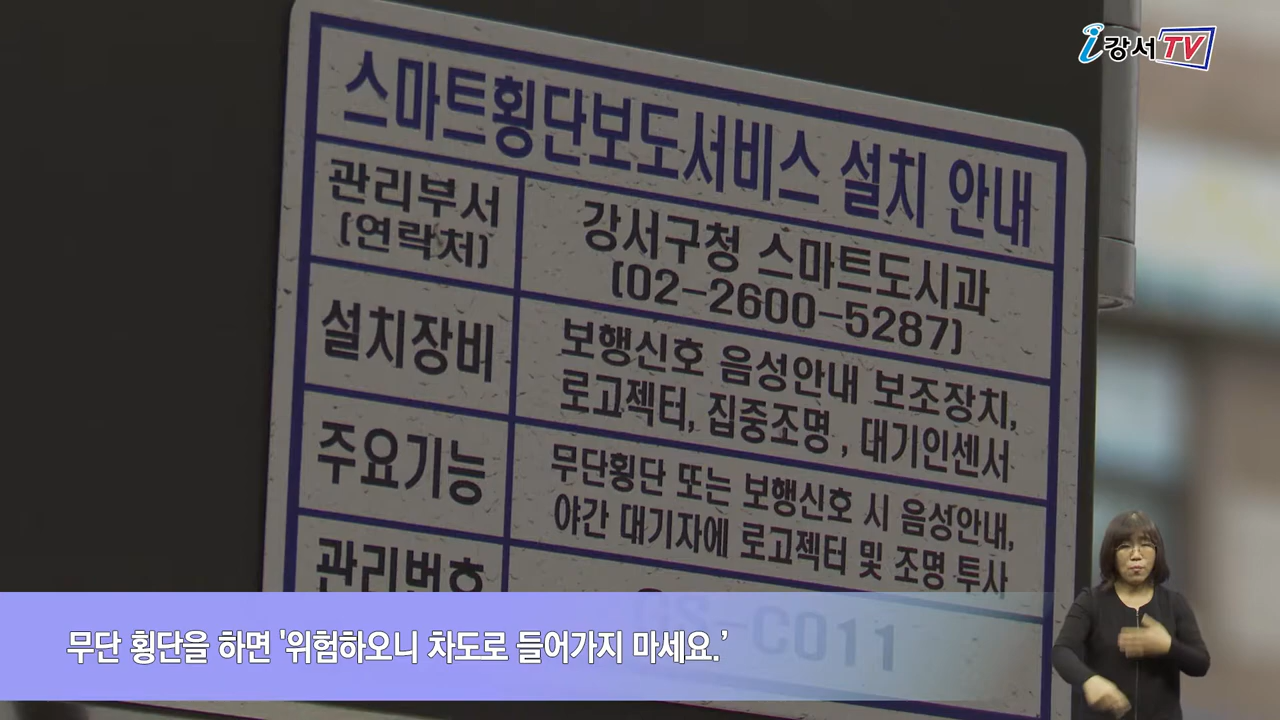 i강서TV
스마트횡단보도서비스 설치 안내
관리부서
(연락처)
강서구청 스마트도시과
(02-2600-5287)
설치장비
보행신호 음성안내 보조장치,
로고젝터, 집중조명, 대기인센서
주요기능
무단횡단 또는 보행신호 시 음성안내,
야간 대기자에 로고젝터 및 조명 투사
관리번호
GS-C011
무단 횡단을 하면 '위험하오니 차도로 들어가지 마세요.'